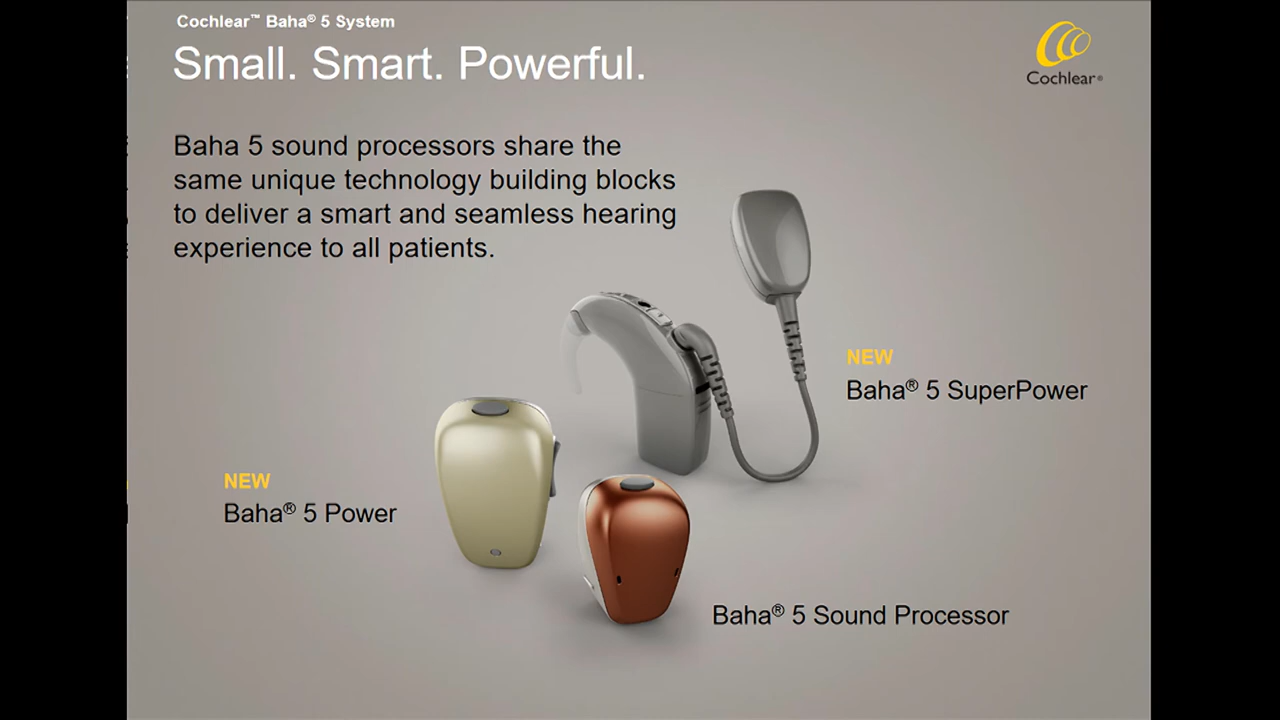 Cochlear™ Baha® 5 System
Small. Smart. Powerful.
Cochlear®
Baha 5 sound processors share the
same unique technology building blocks
to deliver a smart and seamless hearing
experience to all patients.
NEW
Baha® 5 SuperPower
NEW
Baha® 5 Power
Baha® 5 Sound Processor